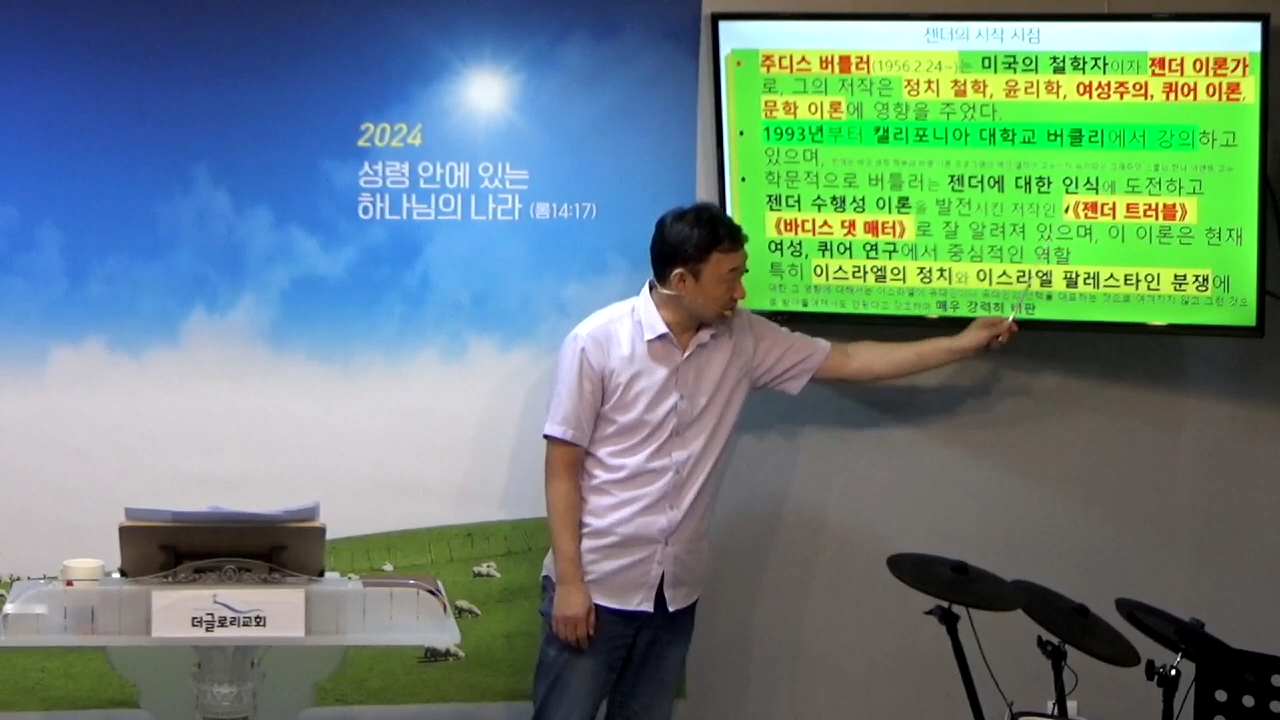 2024
성령 안에 있는
하나님의 나라 (롬14:17)
더글로리교회
젠더의 시작 시점
• 주디스 버틀러(1956.2.24~)는 미국의 철학자이자 젠더 이론가
로, 그의 저작은 정치 철학, 윤리학, 여성주의, 퀴어 이론,
문학 이론에 영향을 주었다.
• 1993년부터 캘리포니아 대학교 버클리에서 강의하고
있으며,
• 학문적으로 버틀러는 젠더에 대한 인식에 도전하고
젠더 수행성 이론을 발전시킨 저작인 《젠더 트러블》
《바디스 댓 매터》 로 잘 알려져 있으며, 이 이론은 현재
여성, 퀴어 연구에서 중심적인 역할
특히 이스라엘의 정치와 이스라엘 팔레스타인 분쟁에
매우 강력히 비판